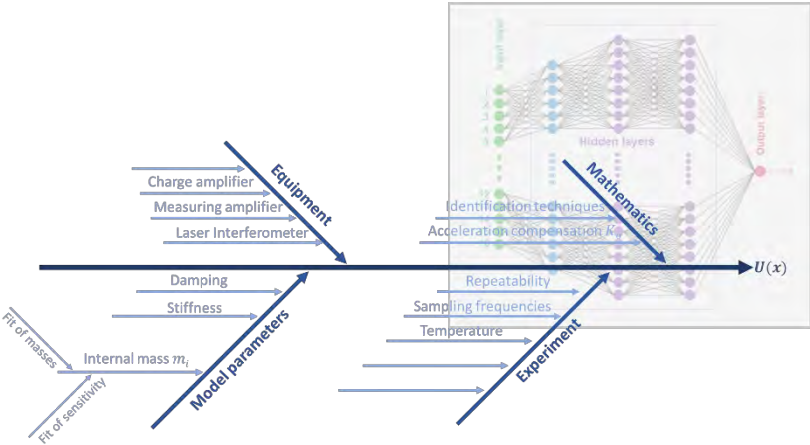 Input layer
Hidden layers
Output layer
Equipment
Charge amplifier
Measuring amplifier
Laser Interferometer
Mathematics
Identification techniques
Acceleration compensation K
U(x)
Damping
Stiffness
Internal mass mᵢ
Fit of masses
Fit of sensitivity
Model parameters
Repeatability
Sampling frequencies
Temperature
Experiment